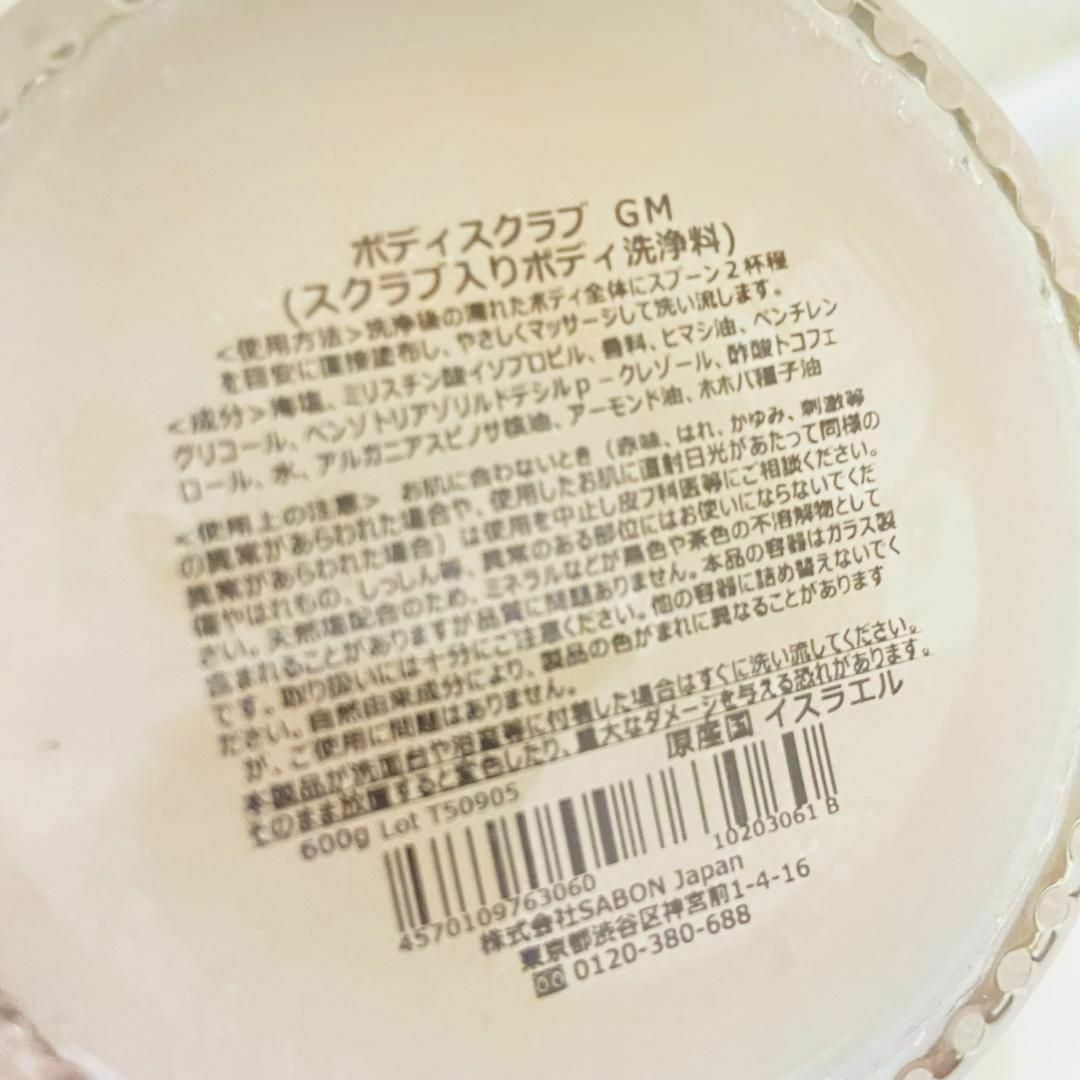 ボディスクラブ GM
(スクラブ入りボディ洗浄料)
<使用方法>洗浄後の濡れたボディ全体にスプーン2杯程
を目安に直接塗布し、やさしくマッサージして洗い流します。
<成分>海塩、ミリスチン酸イソプロピル、香料、ヒマシ油、ペンチレン
グリコール、ベンゾトリアゾリルドデシルp-クレゾール、酢酸トコフェ
ロール、水、アルガニアスピノサ核油、アーモンド油、ホホバ種子油
<使用上の注意> お肌に合わないとき(赤味、はれ、かゆみ、刺激等
の異常があらわれた場合や、使用したお肌に直射日光があたって同様の
異常があらわれた場合)は使用を中止し皮フ科医等にご相談ください。
傷やはれもの、しっしん等、異常のある部位にはお使いにならないでくだ
さい。天然塩配合のため、ミネラルなどが黒色や茶色の不溶解物として
含まれることがありますが品質に問題ありません。本品の容器はガラス製
です。取り扱いには十分にご注意ください。他の容器に詰め替えないでく
ださい。自然由来成分により、製品の色がまれに異なることがあります
が、ご使用に問題はありません。
本製品が洗面台や浴室等に付着した場合はすぐに洗い流してください。
そのまま放置すると変色したり、重大なダメージを与える恐れがあります。
原産国 イスラエル
600g Lot T50905
4570109763060
10203061 B
株式会社SABON Japan
東京都渋谷区神宮前1-4-16
0120-380-688